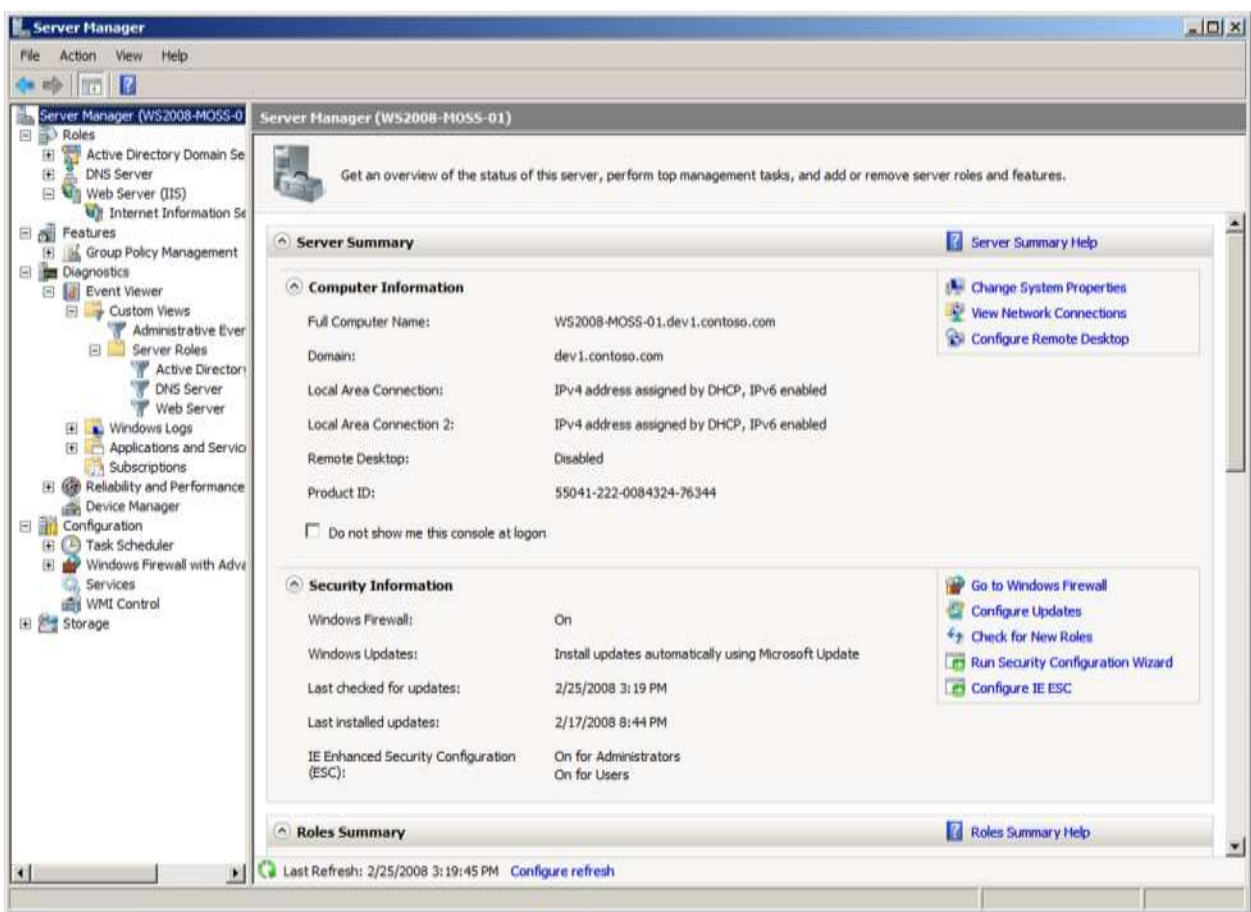 Server Manager
File Action View Help
Server Manager (WS2008-MOSS-0
Roles
Active Directory Domain Se
DNS Server
Web Server (IIS)
Internet Information Se
Features
Group Policy Management
Diagnostics
Event Viewer
Custom Views
Administrative Ever
Server Roles
Active Director
DNS Server
Web Server
Windows Logs
Applications and Servic
Subscriptions
Reliability and Performance
Device Manager
Configuration
Task Scheduler
Windows Firewall with Adva
Services
WMI Control
Storage
Server Manager (WS2008-MOSS-01)
Get an overview of the status of this server, perform top management tasks, and add or remove server roles and features.
Server Summary
Server Summary Help
Computer Information
Full Computer Name: WS2008-MOSS-01.dev1.contoso.com
Domain: dev1.contoso.com
Local Area Connection: IPv4 address assigned by DHCP, IPv6 enabled
Local Area Connection 2: IPv4 address assigned by DHCP, IPv6 enabled
Remote Desktop: Disabled
Product ID: 55041-222-0084324-76344
Do not show me this console at logon
Change System Properties
View Network Connections
Configure Remote Desktop
Security Information
Windows Firewall: On
Windows Updates: Install updates automatically using Microsoft Update
Last checked for updates: 2/25/2008 3:19 PM
Last installed updates: 2/17/2008 8:44 PM
IE Enhanced Security Configuration On for Administrators
(ESC): On for Users
Go to Windows Firewall
Configure Updates
Check for New Roles
Run Security Configuration Wizard
Configure IE ESC
Roles Summary
Roles Summary Help
Last Refresh: 2/25/2008 3:19:45 PM Configure refresh